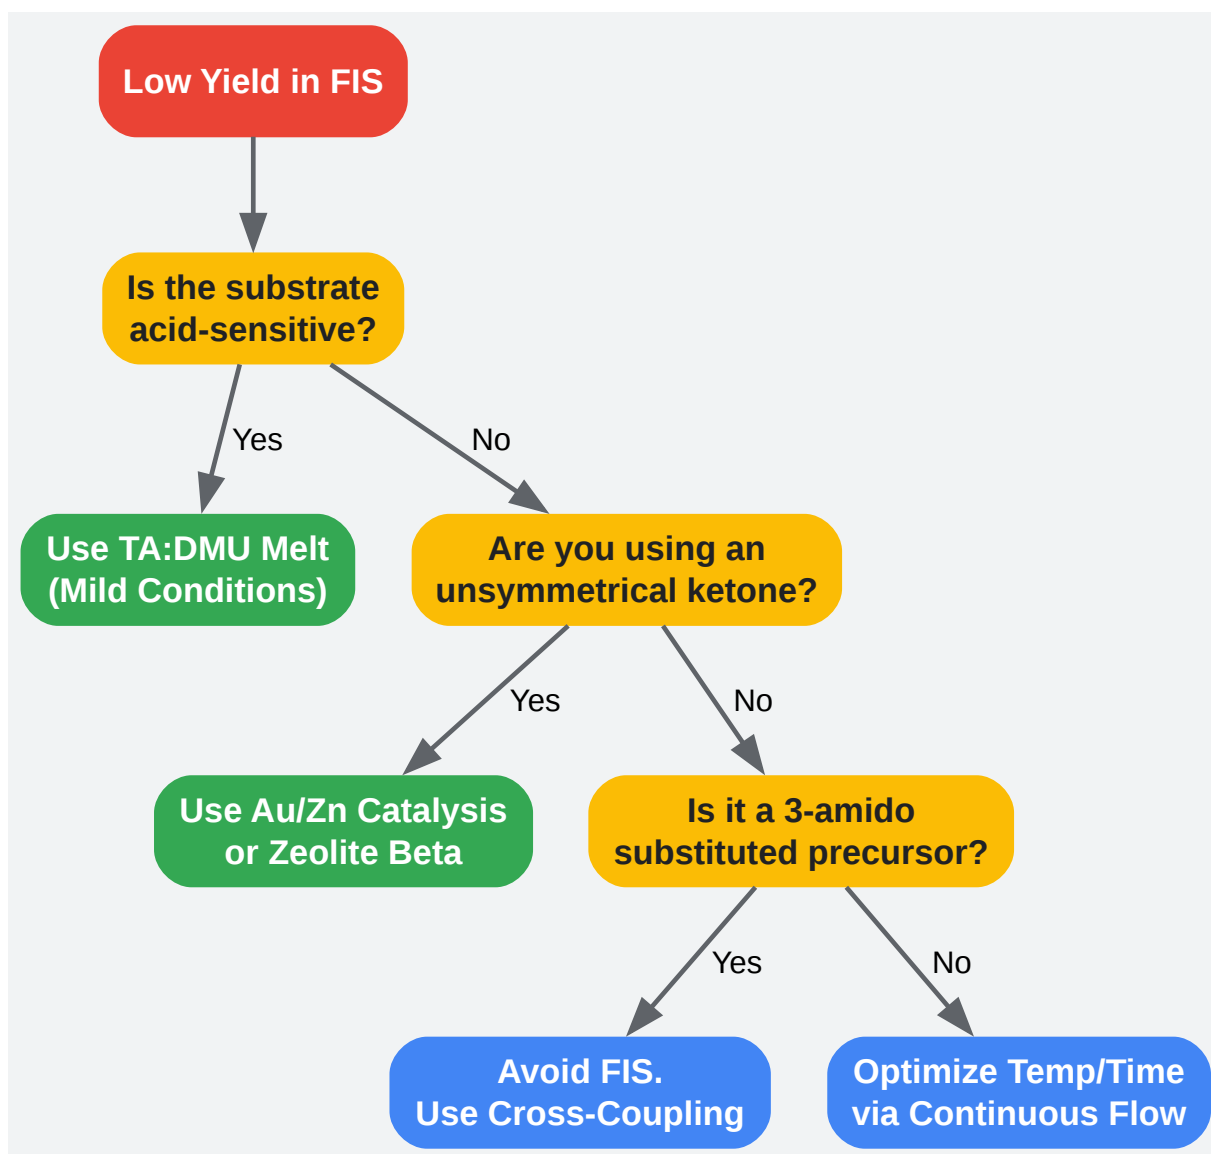 Low Yield in FIS
Is the substrate
acid-sensitive?
Yes
No
Use TA:DMU Melt
(Mild Conditions)
Are you using an
unsymmetrical ketone?
Yes
No
Use Au/Zn Catalysis
or Zeolite Beta
Is it a 3-amido
substituted precursor?
Yes
No
Avoid FIS.
Use Cross-Coupling
Optimize Temp/Time
via Continuous Flow